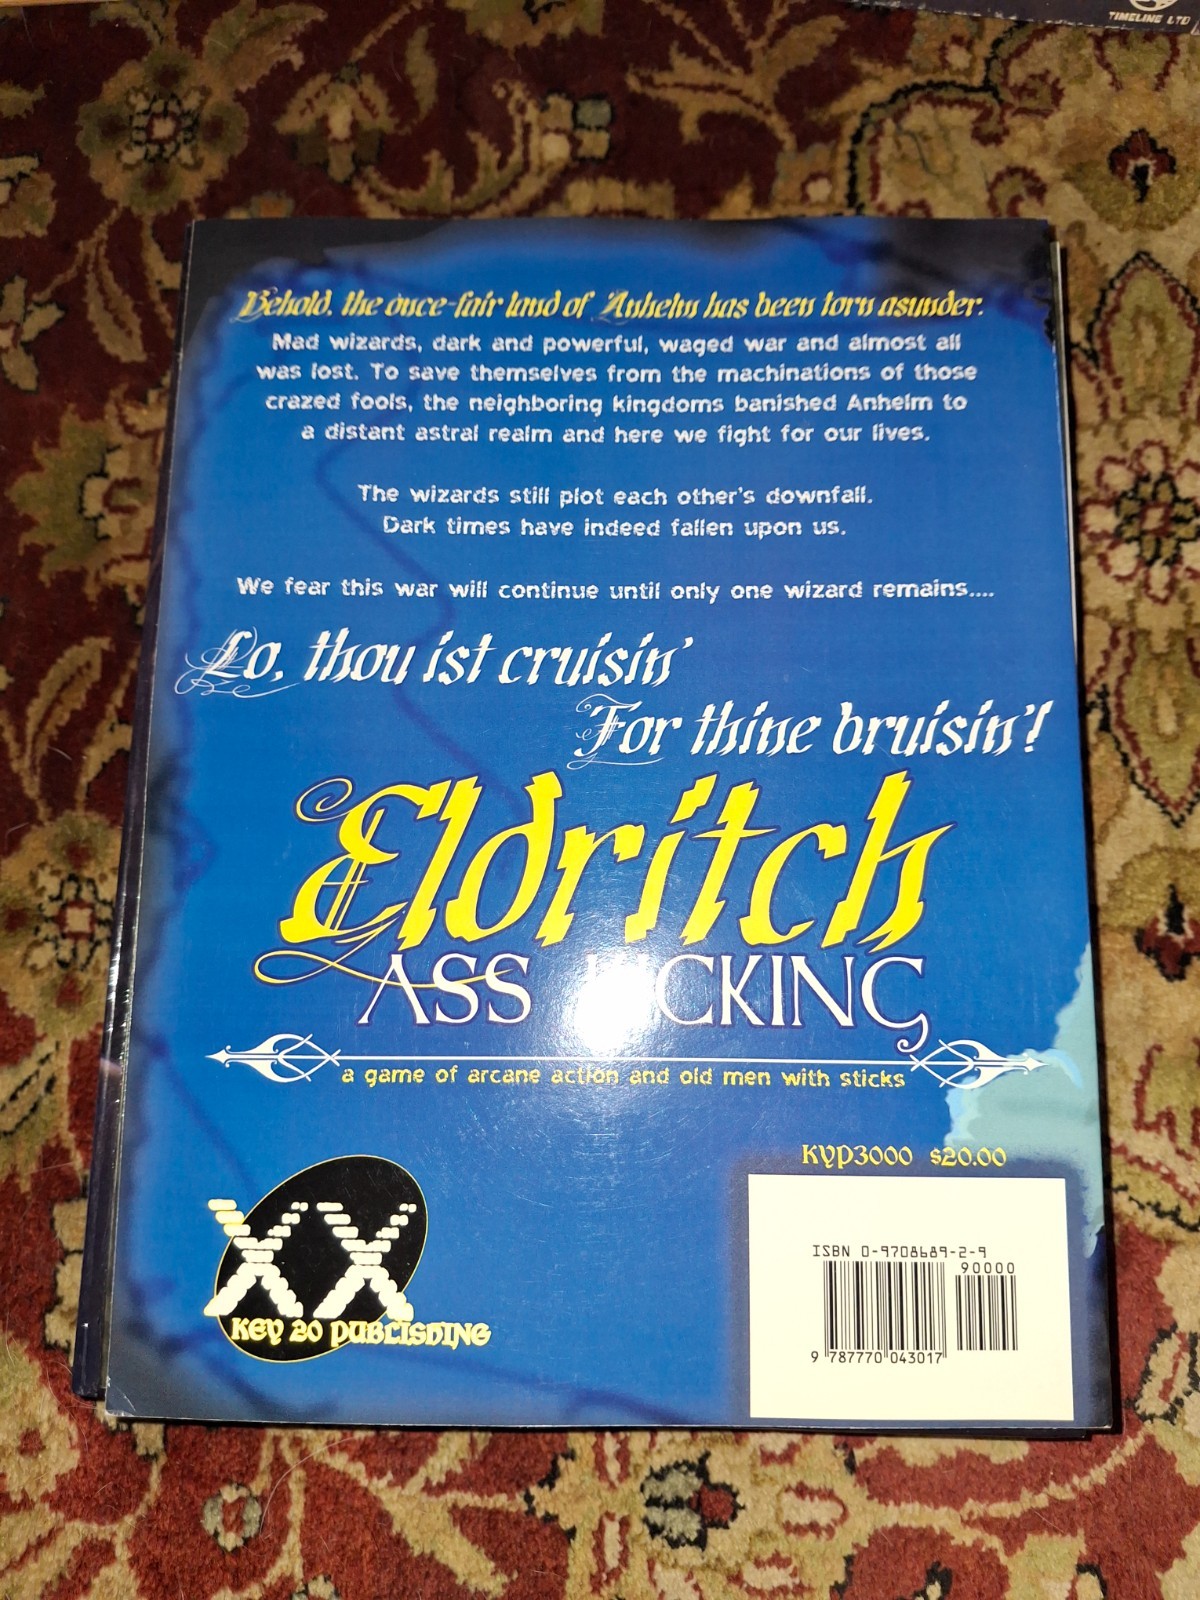 TIMELINE LTD
Behold, the once-fair land of Anhelm has been torn asunder.
Mad wizards, dark and powerful, waged war and almost all
was lost. To save themselves from the machinations of those
crazed fools, the neighboring kingdoms banished Anhelm to
a distant astral realm and here we fight for our lives.
The wizards still plot each other's downfall.
Dark times have indeed fallen upon us.
We fear this war will continue until only one wizard remains....
Lo, thou ist cruisin'
For thine bruisin'!
Eldritch
ASS KICKING
a game of arcane action and old men with sticks
KYP3000 $20.00
ISBN 0-9708689-2-9
90000
9 787770 043017
XX
KEY 20 PUBLISHING